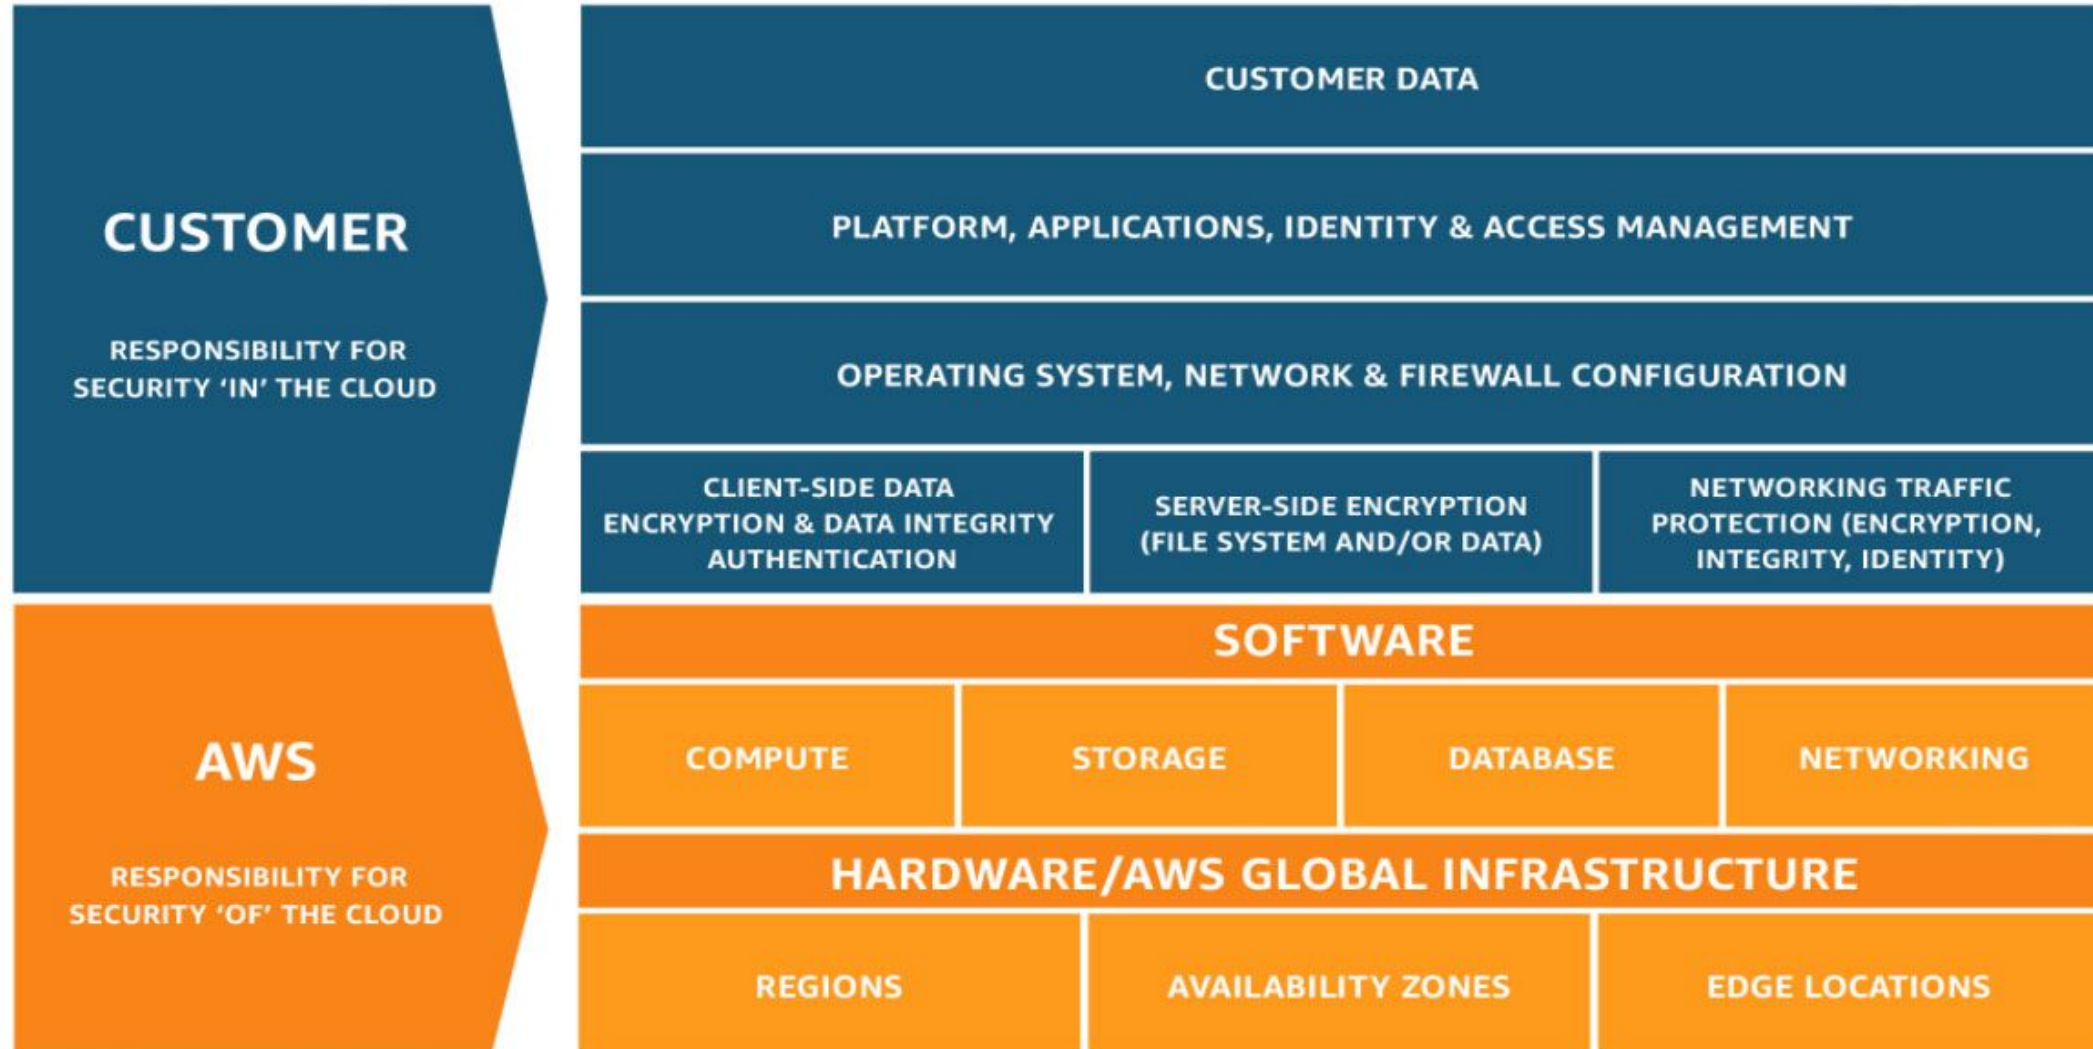 CUSTOMER
RESPONSIBILITY FOR
SECURITY ‘IN’ THE CLOUD
CUSTOMER DATA
PLATFORM, APPLICATIONS, IDENTITY & ACCESS MANAGEMENT
OPERATING SYSTEM, NETWORK & FIREWALL CONFIGURATION
CLIENT-SIDE DATA
ENCRYPTION & DATA INTEGRITY
AUTHENTICATION
SERVER-SIDE ENCRYPTION
(FILE SYSTEM AND/OR DATA)
NETWORKING TRAFFIC
PROTECTION (ENCRYPTION,
INTEGRITY, IDENTITY)
AWS
RESPONSIBILITY FOR
SECURITY ‘OF’ THE CLOUD
SOFTWARE
COMPUTE
STORAGE
DATABASE
NETWORKING
HARDWARE/AWS GLOBAL INFRASTRUCTURE
REGIONS
AVAILABILITY ZONES
EDGE LOCATIONS